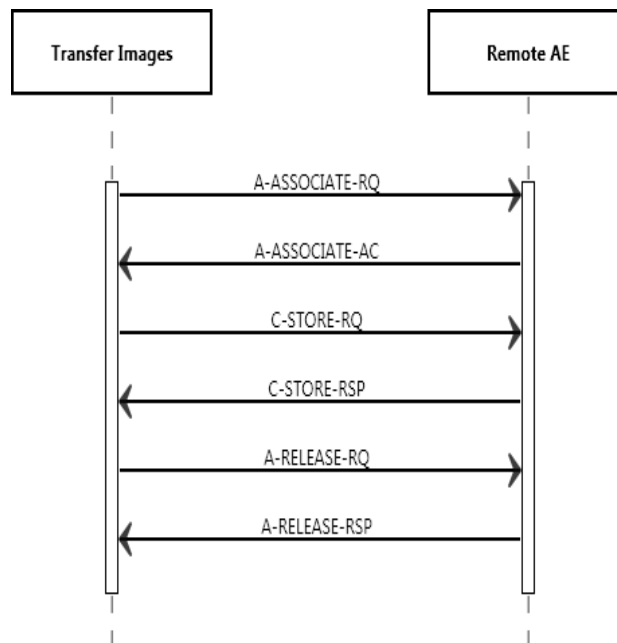 Transfer Images
Remote AE
A-ASSOCIATE-RQ
A-ASSOCIATE-AC
C-STORE-RQ
C-STORE-RSP
A-RELEASE-RQ
A-RELEASE-RSP